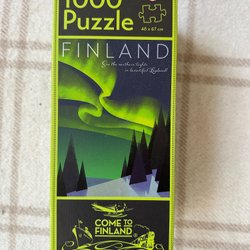 1000
Puzzle
48 x 67 cm
FINLAND
See the northern lights
in beautiful Lapland!
COME TO
FINLAND